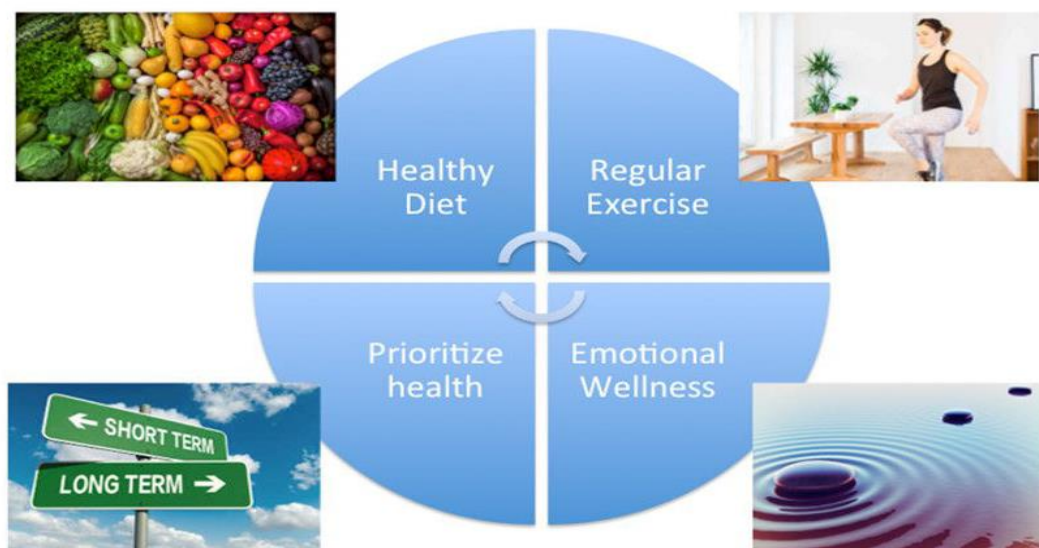 Healthy
Diet
Regular
Exercise
Prioritize
health
Emotional
Wellness
SHORT TERM
LONG TERM